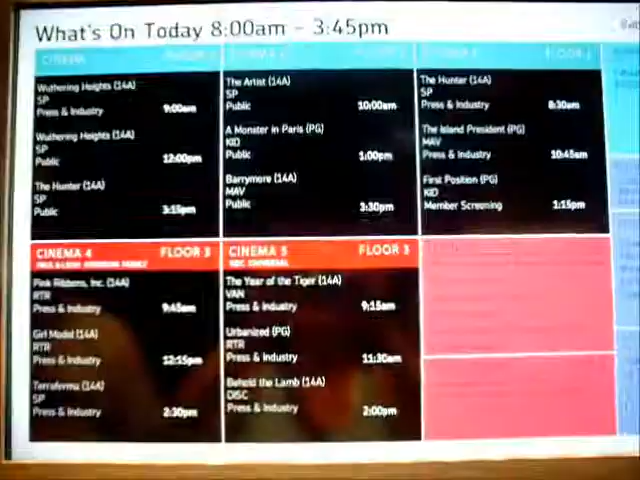 What's On Today 8:00am - 3:45pm
CINEMA
FLOOR
Wuthering Heights (14A)
SP
Press & Industry 9:00am
Wuthering Heights (14A)
SP
Public 12:00pm
The Hunter (14A)
SP
Public 3:15pm
The Artist (14A)
SP
Public 10:00am
A Monster in Paris (PG)
KID
Public 1:00pm
Barrymore (14A)
MAV
Public 3:30pm
The Hunter (14A)
SP
Press & Industry 8:30am
The Island President (PG)
MAV
Press & Industry 10:45am
First Position (PG)
KID
Member Screening 1:15pm
CINEMA 4 FLOOR 3
Pink Ribbons, Inc. (14A)
RTR
Press & Industry 9:45am
Girl Model (14A)
RTR
Press & Industry 12:15pm
Terraferma (14A)
SP
Press & Industry 2:30pm
CINEMA 5 FLOOR 3
The Year of the Tiger (14A)
VAN
Press & Industry 9:15am
Urbanized (PG)
RTR
Press & Industry 11:30am
Behold the Lamb (14A)
DISC
Press & Industry 2:00pm